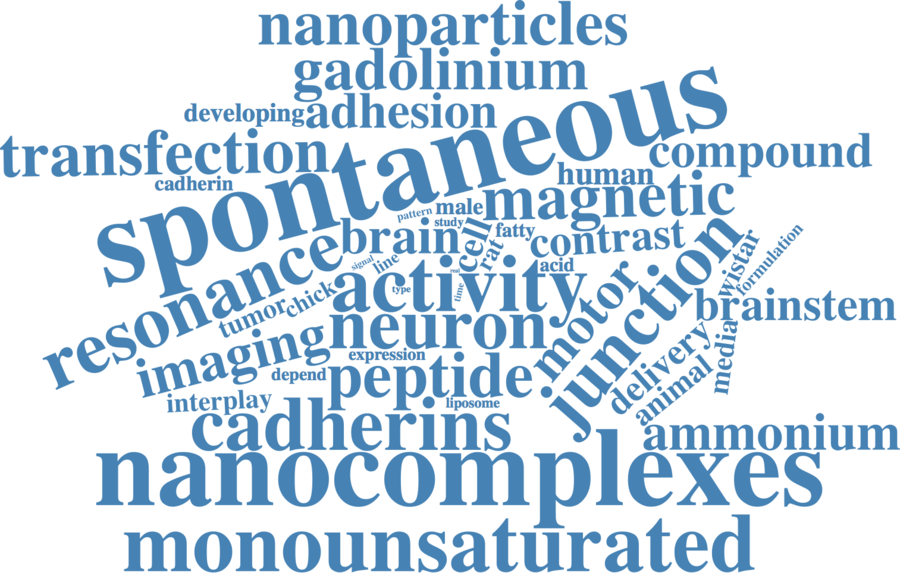 nanoparticles
gadolinium
developing
adhesion
spontaneous
transfection
compound
cadherin
human
magnetic
male
pattern
study
brain
cell
rat
fatty
contrast
resonance
signal
line
real
acid
activity
time
type
junction
wistar
formulation
motor
brainstem
tumor
chick
neuron
imaging
expression
delivery
media
animal
depend
peptide
interplay
liposome
cadherins
ammonium
nanocomplexes
monounsaturated